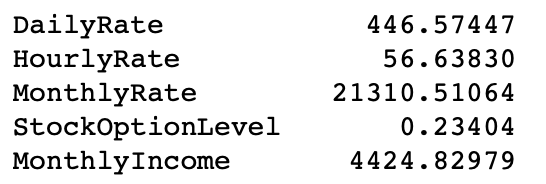 DailyRate 446.57447
HourlyRate 56.63830
MonthlyRate 21310.51064
StockOptionLevel 0.23404
MonthlyIncome 4424.82979